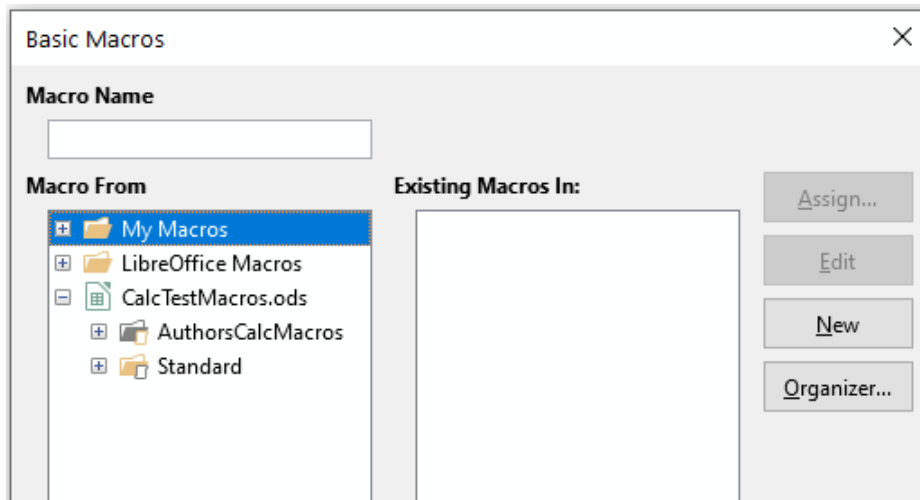 Basic Macros
Macro Name
Macro From
Existing Macros In:
My Macros
LibreOffice Macros
CalcTestMacros.ods
AuthorsCalcMacros
Standard
Assign...
Edit
New
Organizer...